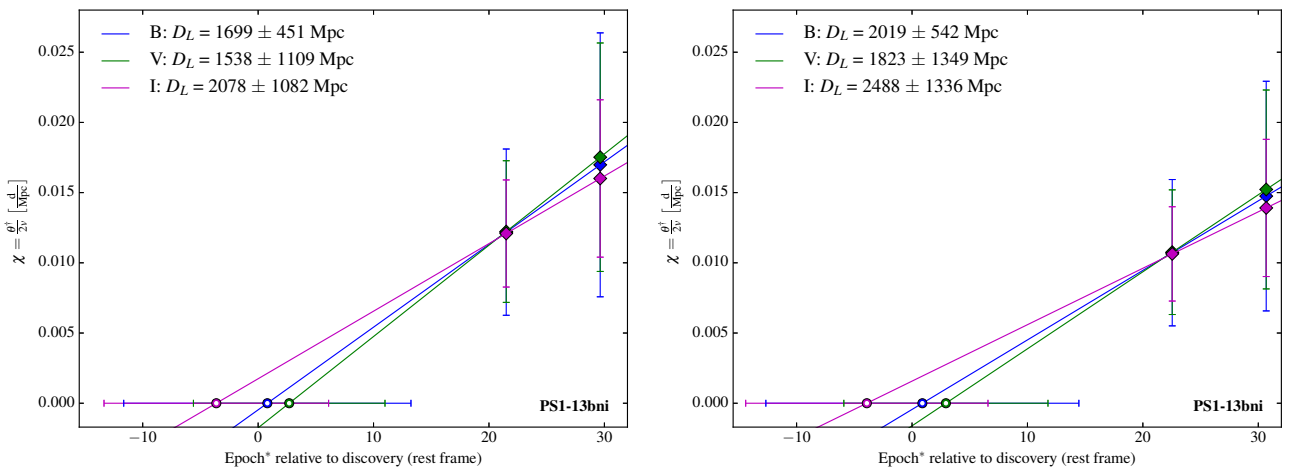 B: D_L = 1699 ± 451 Mpc
V: D_L = 1538 ± 1109 Mpc
I: D_L = 2078 ± 1082 Mpc
0.025
0.020
0.015
0.010
0.005
0.000
χ = θ†/2v [d/Mpc]
PS1-13bni
−10 0 10 20 30
Epoch* relative to discovery (rest frame)
B: D_L = 2019 ± 542 Mpc
V: D_L = 1823 ± 1349 Mpc
I: D_L = 2488 ± 1336 Mpc
0.025
0.020
0.015
0.010
0.005
0.000
χ = θ†/2v [d/Mpc]
PS1-13bni
−10 0 10 20 30
Epoch* relative to discovery (rest frame)